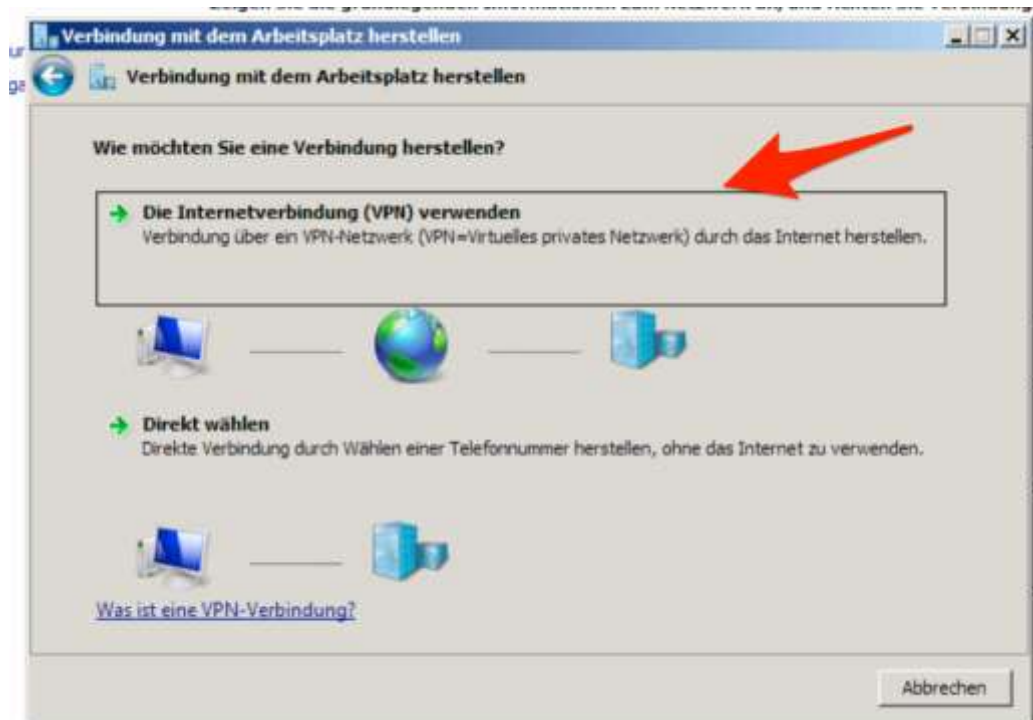 Verbindung mit dem Arbeitsplatz herstellen
Verbindung mit dem Arbeitsplatz herstellen
Wie möchten Sie eine Verbindung herstellen?
Die Internetverbindung (VPN) verwenden
Verbindung über ein VPN-Netzwerk (VPN=Virtuelles privates Netzwerk) durch das Internet herstellen.
Direkt wählen
Direkte Verbindung durch Wählen einer Telefonnummer herstellen, ohne das Internet zu verwenden.
Was ist eine VPN-Verbindung?
Abbrechen